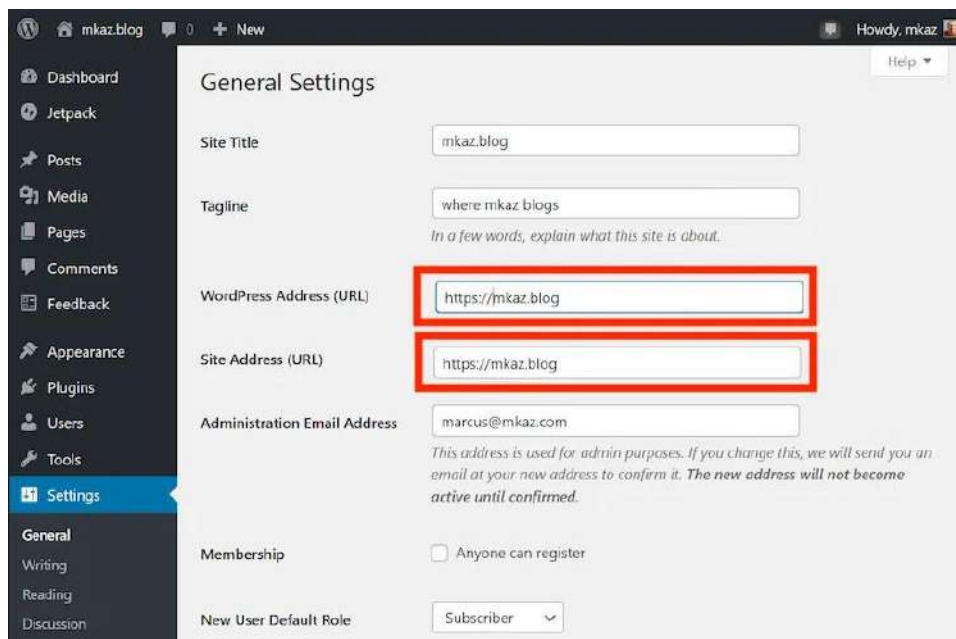 mkaz.blog 0 + New Howdy, mkaz
Help
Dashboard
Jetpack
Posts
Media
Pages
Comments
Feedback
Appearance
Plugins
Users
Tools
Settings
General
Writing
Reading
Discussion
General Settings
Site Title mkaz.blog
Tagline where mkaz blogs
In a few words, explain what this site is about.
WordPress Address (URL) https://mkaz.blog
Site Address (URL) https://mkaz.blog
Administration Email Address marcus@mkaz.com
This address is used for admin purposes. If you change this, we will send you an
email at your new address to confirm it. The new address will not become
active until confirmed.
Membership Anyone can register
New User Default Role Subscriber